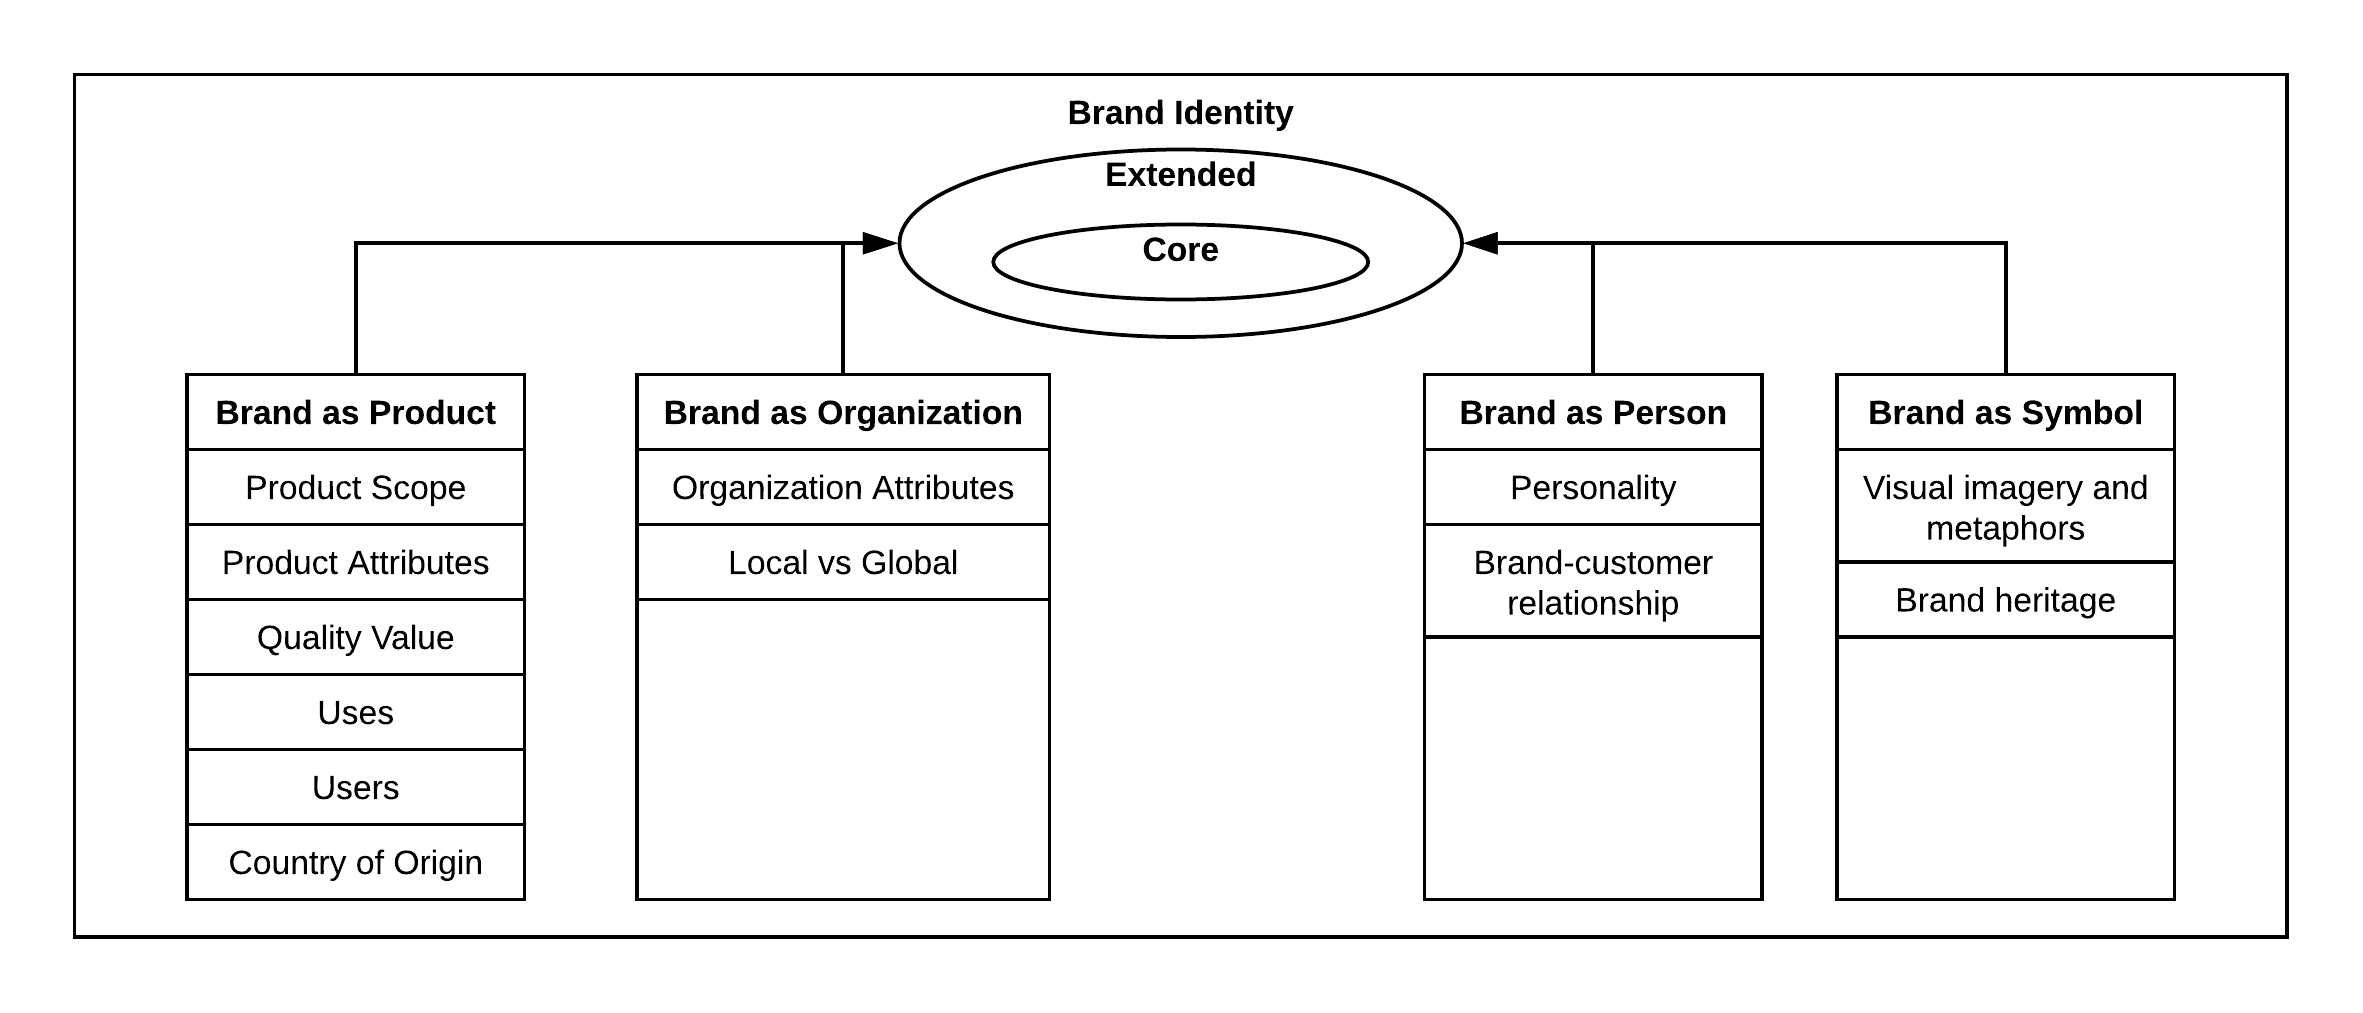 Brand Identity
Extended
Core
Brand as Product
Product Scope
Product Attributes
Quality Value
Uses
Users
Country of Origin
Brand as Organization
Organization Attributes
Local vs Global
Brand as Person
Personality
Brand-customer
relationship
Brand as Symbol
Visual imagery and
metaphors
Brand heritage